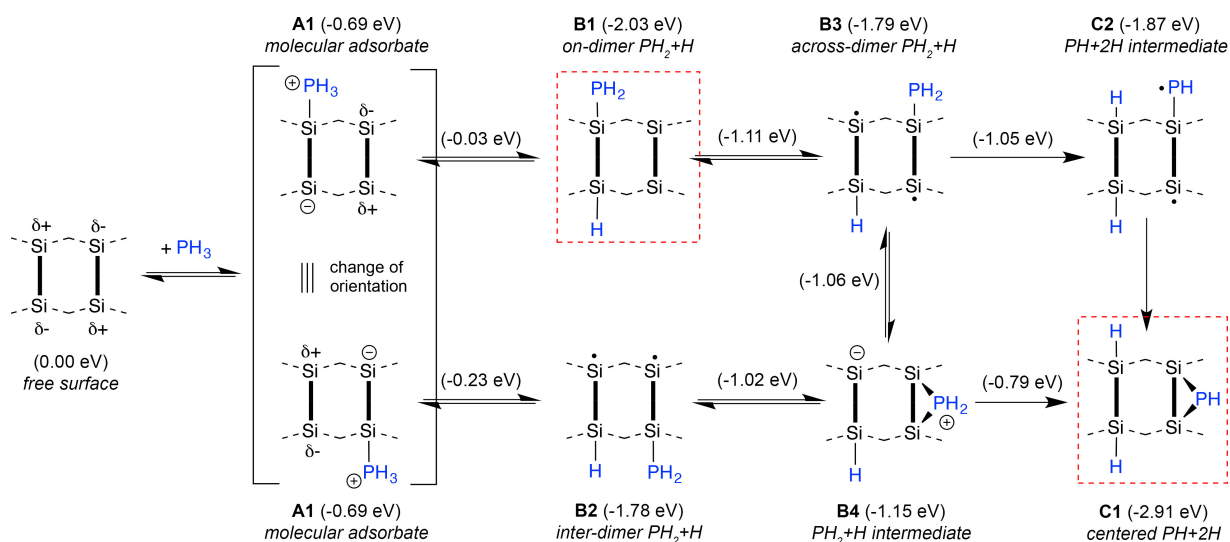 A1 (-0.69 eV)
molecular adsorbate
B1 (-2.03 eV)
on-dimer PH2+H
B3 (-1.79 eV)
across-dimer PH2+H
C2 (-1.87 eV)
PH+2H intermediate
⊕
PH3
δ-
Si Si
Si Si
⊖
δ+
(-0.03 eV)
PH2
Si Si
Si Si
H
(-1.11 eV)
PH2
Si Si
Si Si
H
(-1.05 eV)
H
•PH
Si Si
Si Si
H
δ+ δ-
Si Si
Si Si
δ- δ+
(0.00 eV)
free surface
+ PH3
change of
orientation
(-1.06 eV)
δ+
⊖
Si Si
Si Si
δ-
⊕
PH3
(-0.23 eV)
Si Si
Si Si
H
PH2
(-1.02 eV)
⊖
Si Si
PH2
⊕
Si Si
H
(-0.79 eV)
H
Si Si
PH
Si Si
H
A1 (-0.69 eV)
molecular adsorbate
B2 (-1.78 eV)
inter-dimer PH2+H
B4 (-1.15 eV)
PH2+H intermediate
C1 (-2.91 eV)
centered PH+2H